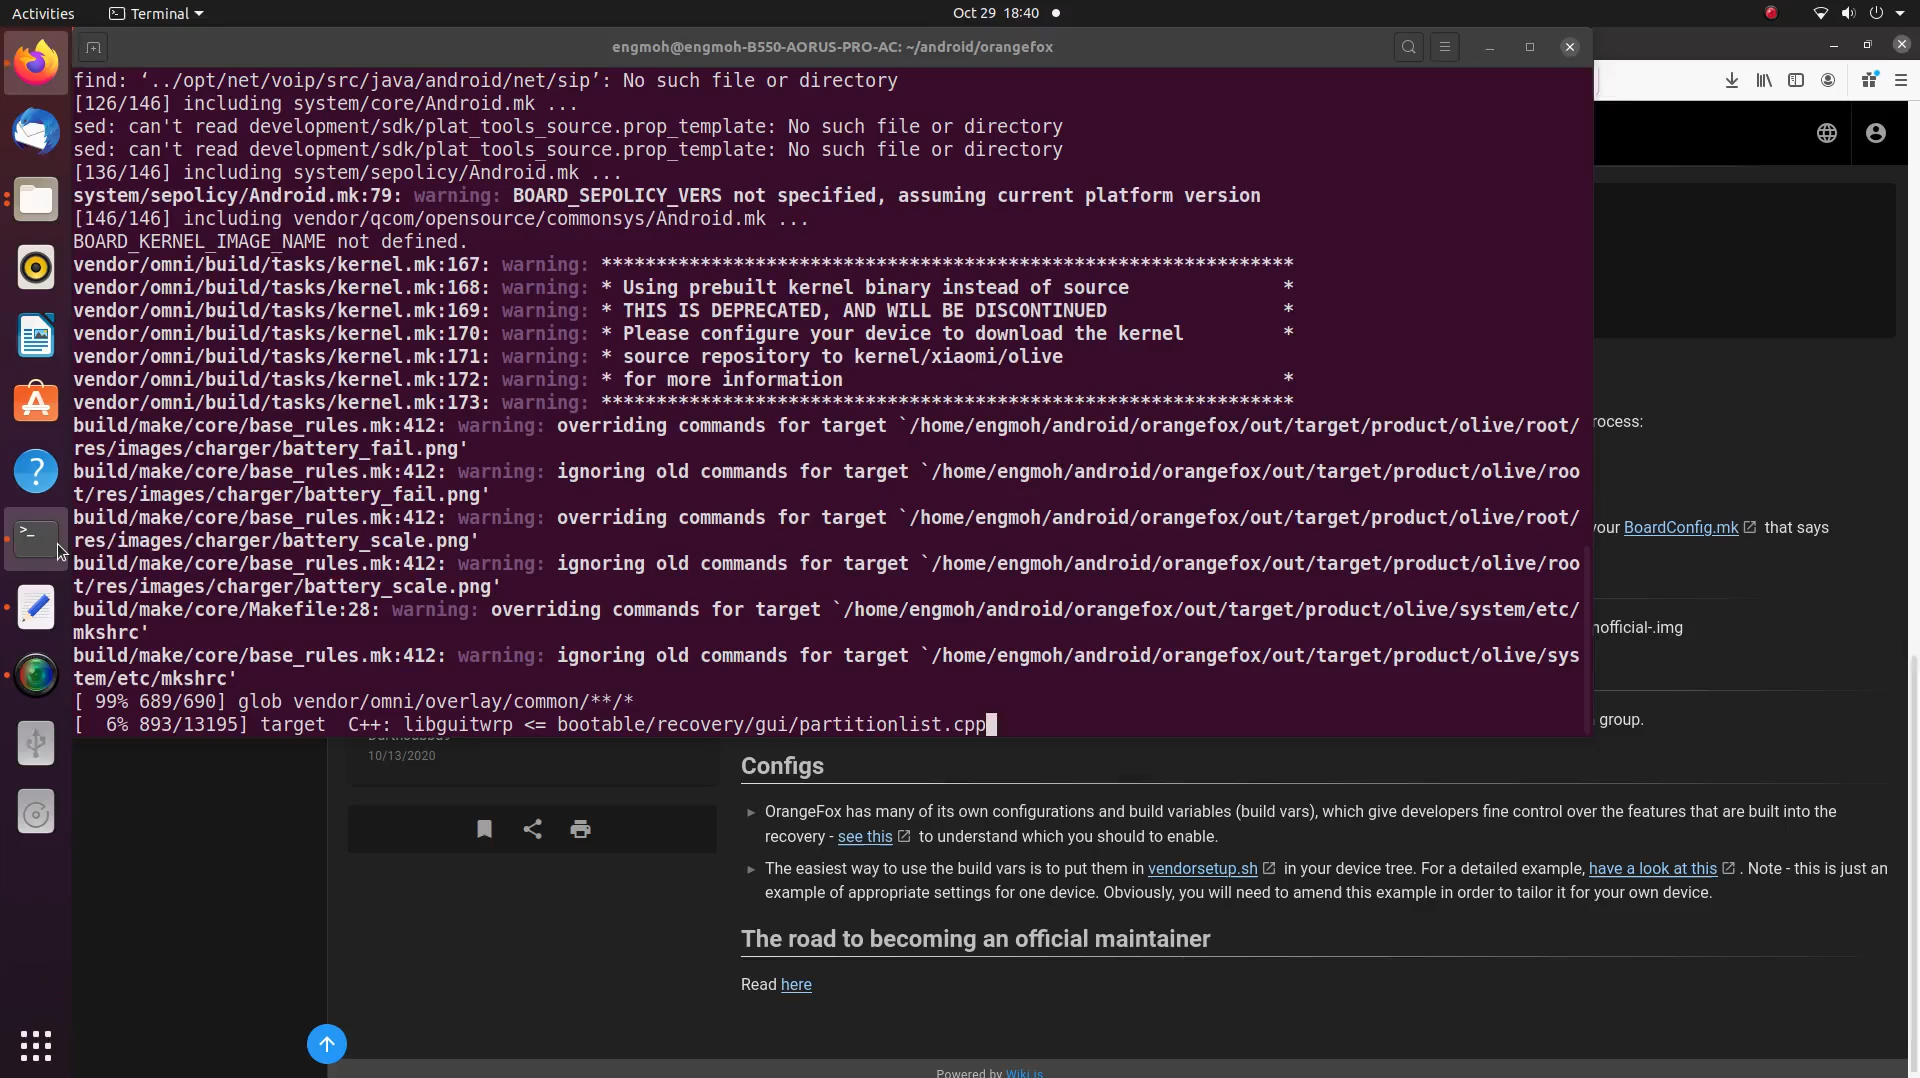 Activities
Terminal
Oct 29 18:40
engmoh@engmoh-B550-AORUS-PRO-AC: ~/android/orangefox
find: ‘../opt/net/voip/src/java/android/net/sip’: No such file or directory
[126/146] including system/core/Android.mk ...
sed: can't read development/sdk/plat_tools_source.prop_template: No such file or directory
sed: can't read development/sdk/plat_tools_source.prop_template: No such file or directory
[136/146] including system/sepolicy/Android.mk ...
system/sepolicy/Android.mk:79: warning: BOARD_SEPOLICY_VERS not specified, assuming current platform version
[146/146] including vendor/qcom/opensource/commonsys/Android.mk ...
BOARD_KERNEL_IMAGE_NAME not defined.
vendor/omni/build/tasks/kernel.mk:167: warning: ***************************************************************
vendor/omni/build/tasks/kernel.mk:168: warning: * Using prebuilt kernel binary instead of source *
vendor/omni/build/tasks/kernel.mk:169: warning: * THIS IS DEPRECATED, AND WILL BE DISCONTINUED *
vendor/omni/build/tasks/kernel.mk:170: warning: * Please configure your device to download the kernel *
vendor/omni/build/tasks/kernel.mk:171: warning: * source repository to kernel/xiaomi/olive
vendor/omni/build/tasks/kernel.mk:172: warning: * for more information *
vendor/omni/build/tasks/kernel.mk:173: warning: ***************************************************************
build/make/core/base_rules.mk:412: warning: overriding commands for target `/home/engmoh/android/orangefox/out/target/product/olive/root/
res/images/charger/battery_fail.png'
build/make/core/base_rules.mk:412: warning: ignoring old commands for target `/home/engmoh/android/orangefox/out/target/product/olive/roo
t/res/images/charger/battery_fail.png'
build/make/core/base_rules.mk:412: warning: overriding commands for target `/home/engmoh/android/orangefox/out/target/product/olive/root/
res/images/charger/battery_scale.png'
build/make/core/base_rules.mk:412: warning: ignoring old commands for target `/home/engmoh/android/orangefox/out/target/product/olive/roo
t/res/images/charger/battery_scale.png'
build/make/core/Makefile:28: warning: overriding commands for target `/home/engmoh/android/orangefox/out/target/product/olive/system/etc/
mkshrc'
build/make/core/base_rules.mk:412: warning: ignoring old commands for target `/home/engmoh/android/orangefox/out/target/product/olive/sys
tem/etc/mkshrc'
[ 99% 689/690] glob vendor/omni/overlay/common/**/*
[ 6% 893/13195] target C++: libguitwrp <= bootable/recovery/gui/partitionlist.cpp
rocess:
our BoardConfig.mk that says
nofficial-.img
group.
10/13/2020
Configs
OrangeFox has many of its own configurations and build variables (build vars), which give developers fine control over the features that are built into the
recovery - see this to understand which you should to enable.
The easiest way to use the build vars is to put them in vendorsetup.sh in your device tree. For a detailed example, have a look at this . Note - this is just an
example of appropriate settings for one device. Obviously, you will need to amend this example in order to tailor it for your own device.
The road to becoming an official maintainer
Read here
Powered by Wiki.js